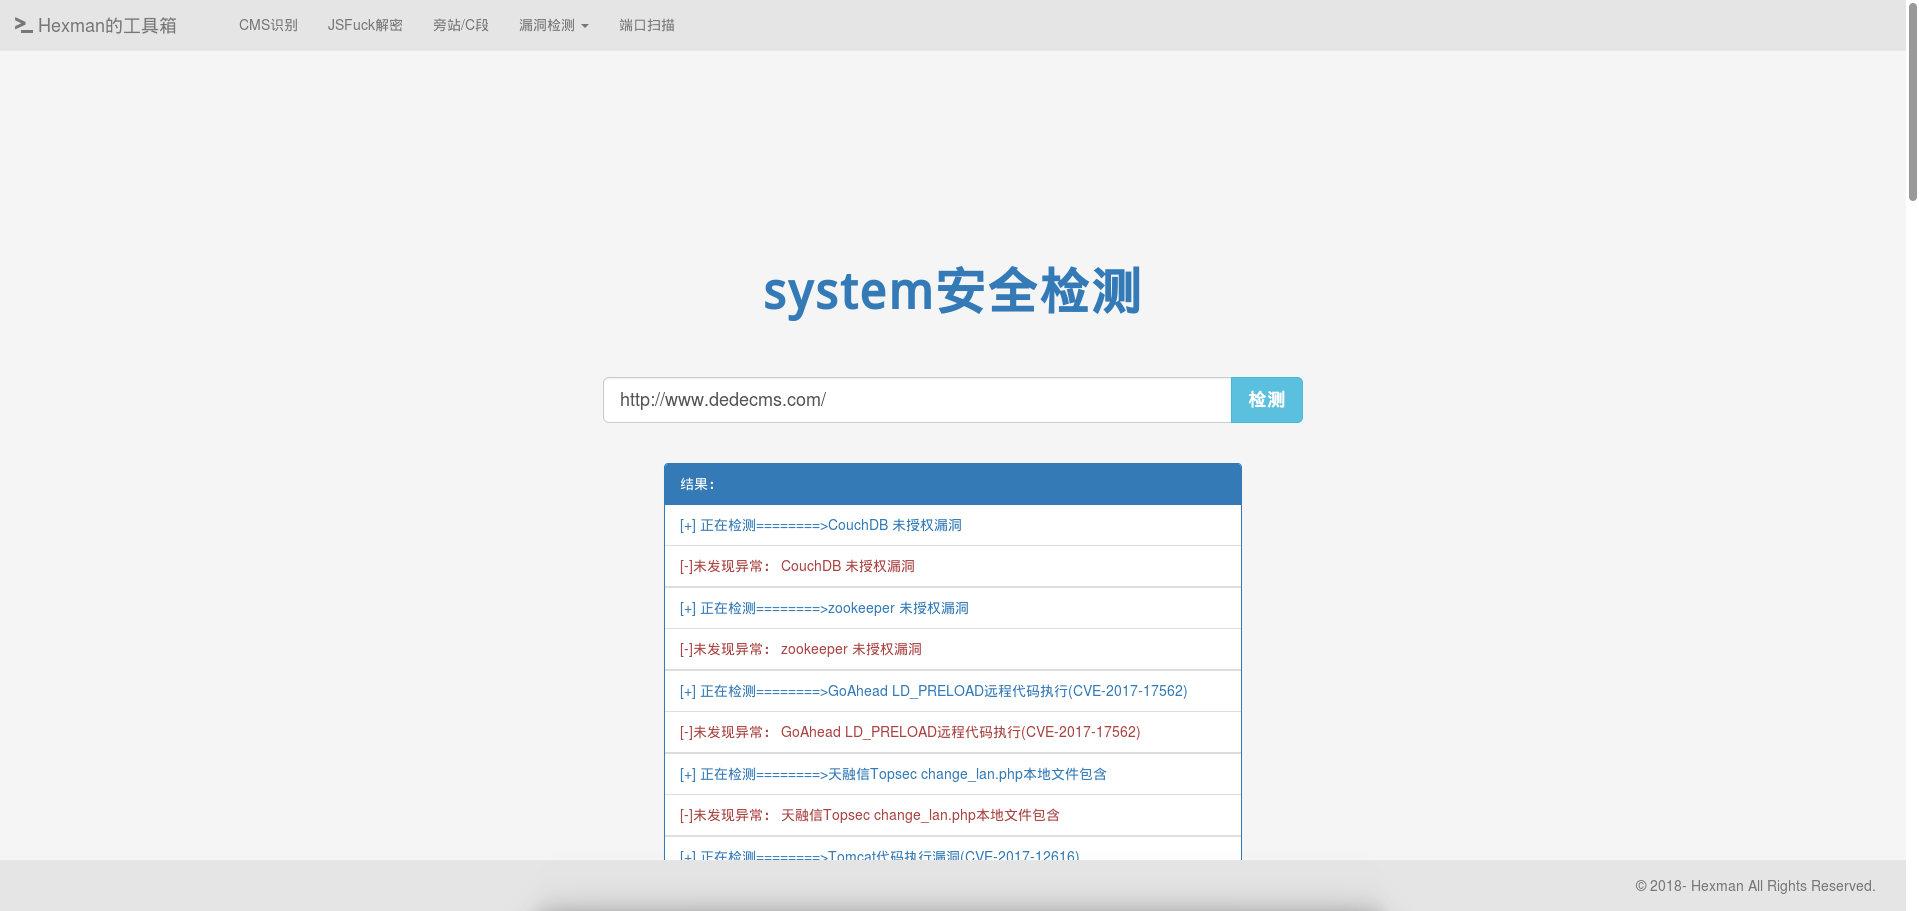 Hexman的工具箱 CMS识别 JSFuck解密 旁站/C段 漏洞检测 端口扫描
system安全检测
http://www.dedecms.com/ 检测
结果:
[+] 正在检测========>CouchDB 未授权漏洞
[-]未发现异常: CouchDB 未授权漏洞
[+] 正在检测========>zookeeper 未授权漏洞
[-]未发现异常: zookeeper 未授权漏洞
[+] 正在检测========>GoAhead LD_PRELOAD远程代码执行(CVE-2017-17562)
[-]未发现异常: GoAhead LD_PRELOAD远程代码执行(CVE-2017-17562)
[+] 正在检测========>天融信Topsec change_lan.php本地文件包含
[-]未发现异常: 天融信Topsec change_lan.php本地文件包含
[+] 正在检测========>Tomcat代码执行漏洞(CVE-2017-12616)
© 2018- Hexman All Rights Reserved.